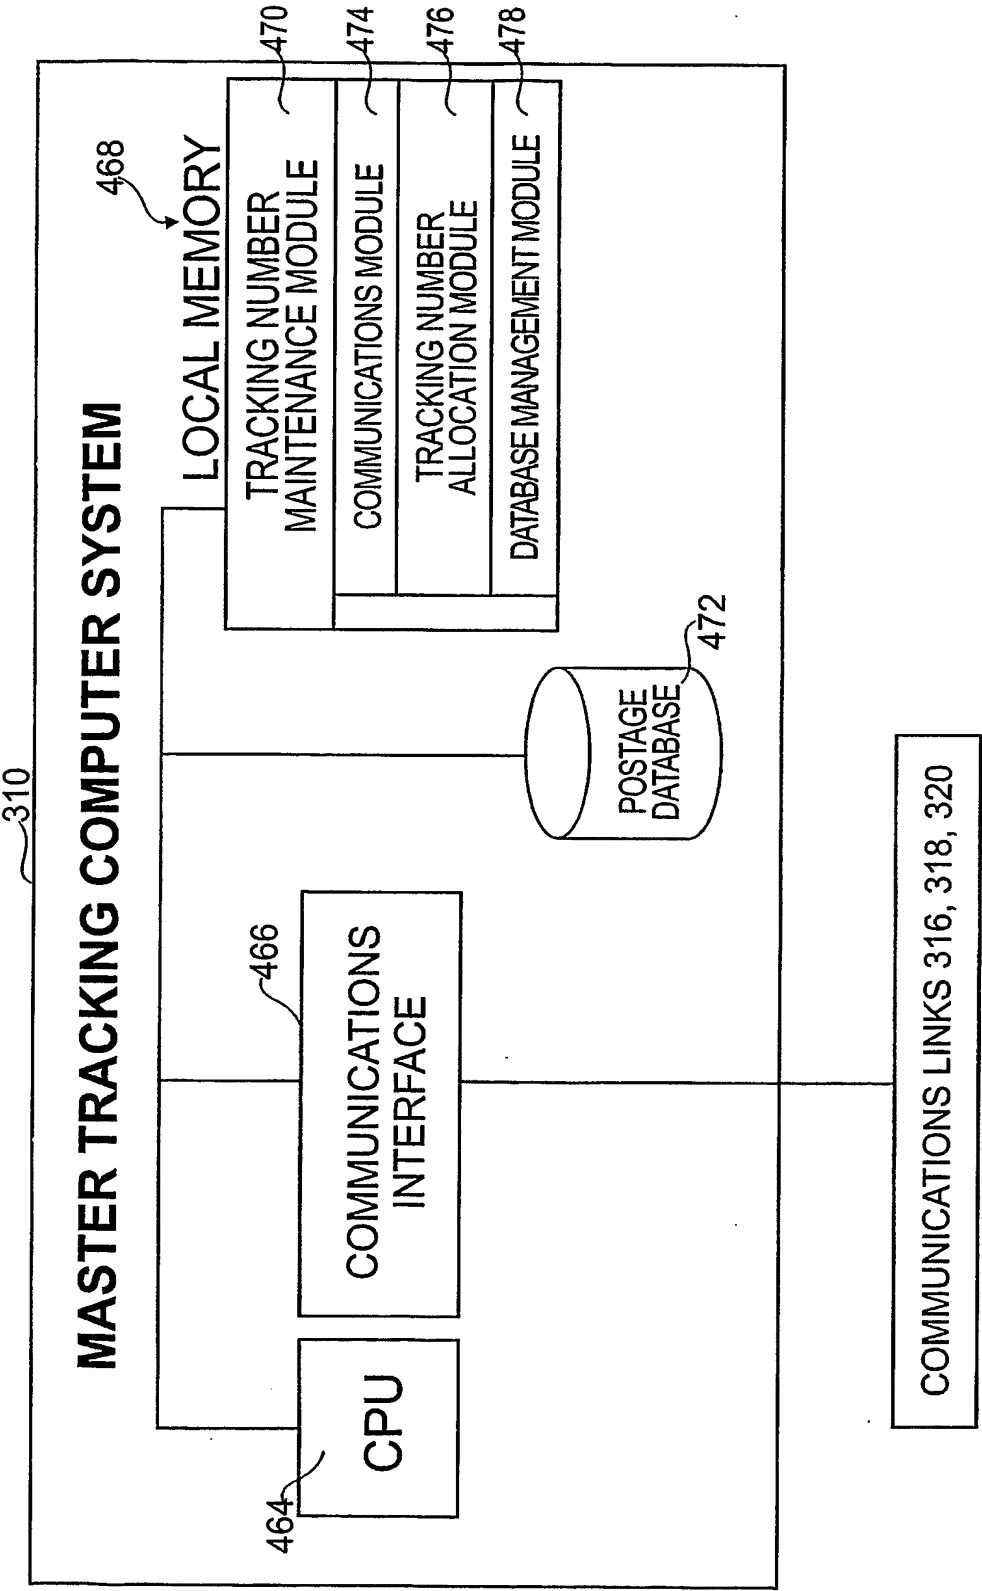 310
MASTER TRACKING COMPUTER SYSTEM
468
LOCAL MEMORY
TRACKING NUMBER
MAINTENANCE MODULE
470
COMMUNICATIONS MODULE
474
TRACKING NUMBER
ALLOCATION MODULE
476
DATABASE MANAGEMENT MODULE
478
464
CPU
466
COMMUNICATIONS
INTERFACE
POSTAGE
DATABASE
472
COMMUNICATIONS LINKS 316, 318, 320